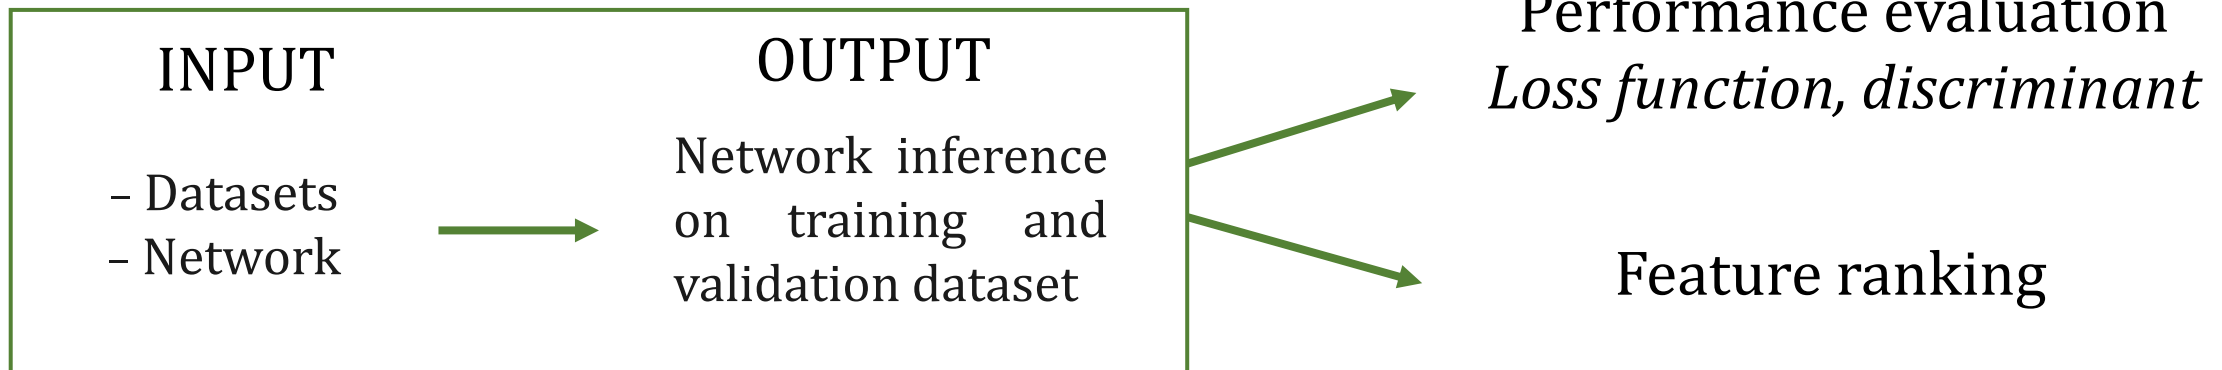 INPUT
– Datasets
– Network
OUTPUT
Network inference
on training and
validation dataset
Performance evaluation
Loss function, discriminant
Feature ranking